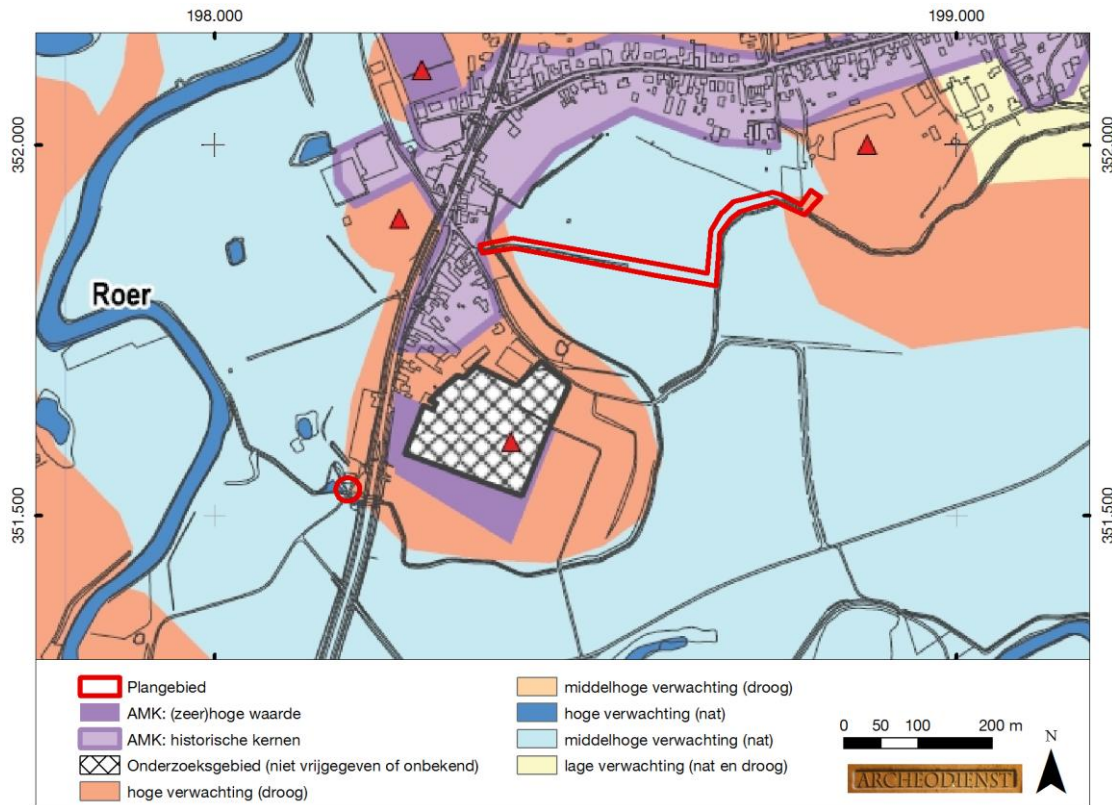 198.000 199.000
352.000 352.000
Roer
351.500 351.500
Plangebied
AMK: (zeer)hoge waarde
AMK: historische kernen
Onderzoeksgebied (niet vrijgegeven of onbekend)
hoge verwachting (droog)
middelhoge verwachting (droog)
hoge verwachting (nat)
middelhoge verwachting (nat)
lage verwachting (nat en droog)
0 50 100 200 m
N
ARCHEODIENST